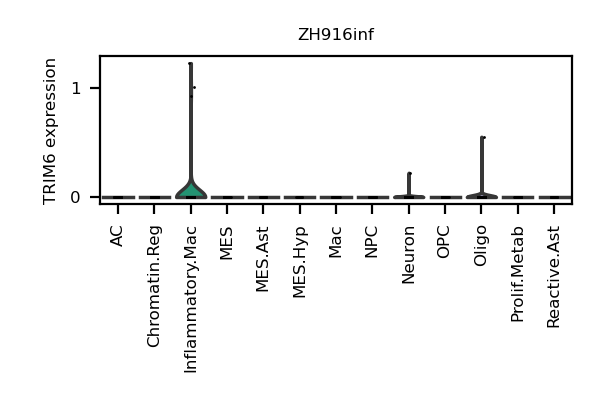 ZH916inf
TRIM6 expression
1
0
AC
Chromatin.Reg
Inflammatory.Mac
MES
MES.Ast
MES.Hyp
Mac
NPC
Neuron
OPC
Oligo
Prolif.Metab
Reactive.Ast